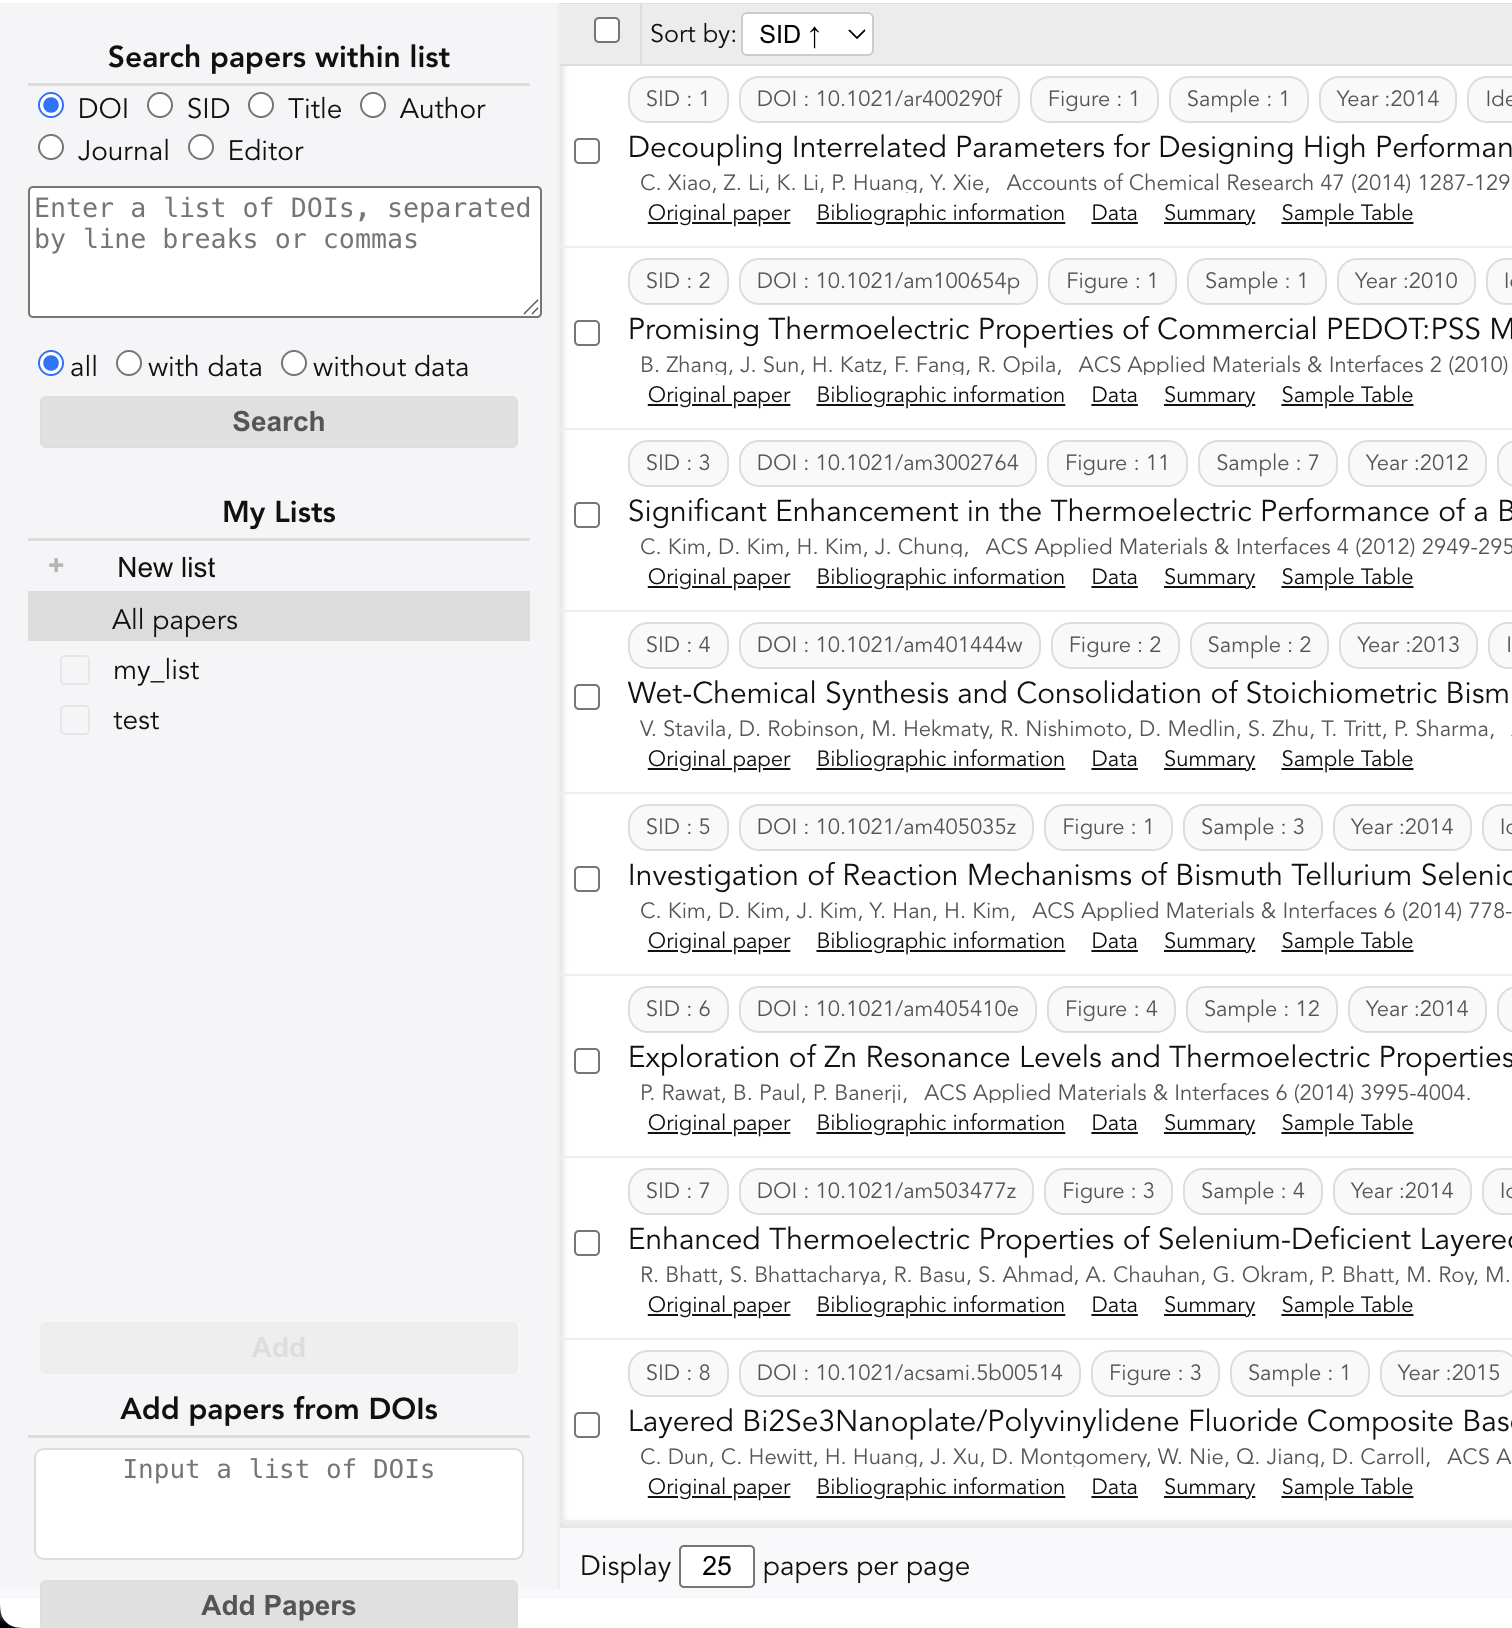 Search papers within list
DOI SID Title Author
Journal Editor
Enter a list of DOIs, separated
by line breaks or commas
all with data without data
Search
My Lists
+ New list
All papers
my_list
test
Add
Add papers from DOIs
Input a list of DOIs
Add Papers
Sort by: SID ↑
SID : 1 DOI : 10.1021/ar400290f Figure : 1 Sample : 1 Year :2014
Decoupling Interrelated Parameters for Designing High
C. Xiao, Z. Li, K. Li, P. Huang, Y. Xie, Accounts of Chemical Research 47 (2014) 1287-129
Original paper Bibliographic information Data Summary Sample Table
SID : 2 DOI : 10.1021/am100654p Figure : 1 Sample : 1 Year :2010
Promising Thermoelectric Properties of Commercial PEDOT:PSS M
B. Zhang, J. Sun, H. Katz, F. Fang, R. Opila, ACS Applied Materials & Interfaces 2 (2010)
Original paper Bibliographic information Data Summary Sample Table
SID : 3 DOI : 10.1021/am3002764 Figure : 11 Sample : 7 Year :2012
Significant Enhancement in the Thermoelectric Performance of a B
C. Kim, D. Kim, H. Kim, J. Chung, ACS Applied Materials & Interfaces 4 (2012) 2949-295
Original paper Bibliographic information Data Summary Sample Table
SID : 4 DOI : 10.1021/am401444w Figure : 2 Sample : 2 Year :2013
Wet-Chemical Synthesis and Consolidation of Stoichiometric Bism
V. Stavila, D. Robinson, M. Hekmaty, R. Nishimoto, D. Medlin, S. Zhu, T. Tritt, P. Sharma,
Original paper Bibliographic information Data Summary Sample Table
SID : 5 DOI : 10.1021/am405035z Figure : 1 Sample : 3 Year :2014
Investigation of Reaction Mechanisms of Bismuth Tellurium Selenic
C. Kim, D. Kim, J. Kim, Y. Han, H. Kim, ACS Applied Materials & Interfaces 6 (2014) 778-
Original paper Bibliographic information Data Summary Sample Table
SID : 6 DOI : 10.1021/am405410e Figure : 4 Sample : 12 Year :2014
Exploration of Zn Resonance Levels and Thermoelectric Properties
P. Rawat, B. Paul, P. Banerji, ACS Applied Materials & Interfaces 6 (2014) 3995-4004.
Original paper Bibliographic information Data Summary Sample Table
SID : 7 DOI : 10.1021/am503477z Figure : 3 Sample : 4 Year :2014
Enhanced Thermoelectric Properties of Selenium-Deficient Layered
R. Bhatt, S. Bhattacharya, R. Basu, S. Ahmad, A. Chauhan, G. Okram, P. Bhatt, M. Roy, M.
Original paper Bibliographic information Data Summary Sample Table
SID : 8 DOI : 10.1021/acsami.5b00514 Figure : 3 Sample : 1 Year :2015
Layered Bi2Se3Nanoplate/Polyvinylidene Fluoride Composite Bas
C. Dun, C. Hewitt, H. Huang, J. Xu, D. Montgomery, W. Nie, Q. Jiang, D. Carroll, ACS A
Original paper Bibliographic information Data Summary Sample Table
Display 25 papers per page